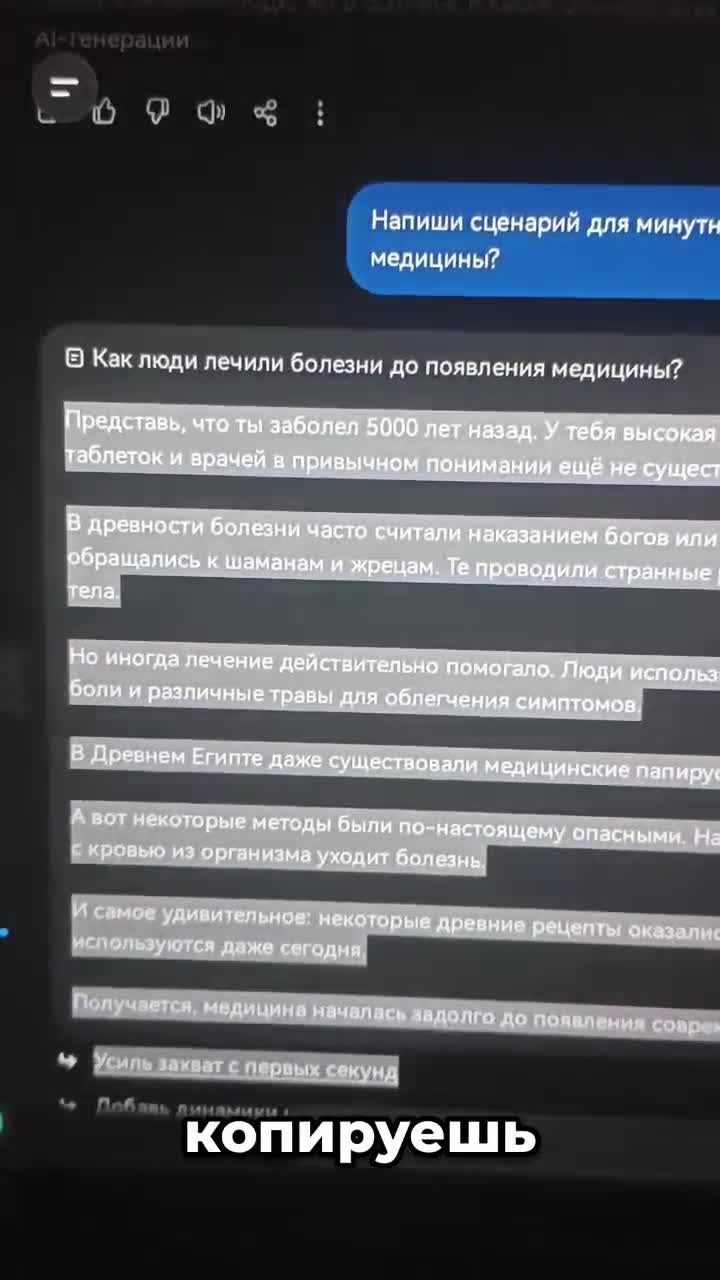 AI-генерации
Напиши сценарий для минутн
медицины?
Как люди лечили болезни до появления медицины?
Представь, что ты заболел 5000 лет назад. У тебя высокая
таблеток и врачей в привычном понимании ещё не сущест
В древности болезни часто считали наказанием богов или
обращались к шаманам и жрецам. Те проводили странные
тела.
Но иногда лечение действительно помогало. Люди использ
боли и различные травы для облегчения симптомов.
В Древнем Египте даже существовали медицинские папирус
А вот некоторые методы были по-настоящему опасными. На
с кровью из организма уходит болезнь.
И самое удивительное: некоторые древние рецепты оказалис
используются даже сегодня.
Получается, медицина началась задолго до появления соврем
Усиль захват с первых секунд
Добавь динамики
копируешь